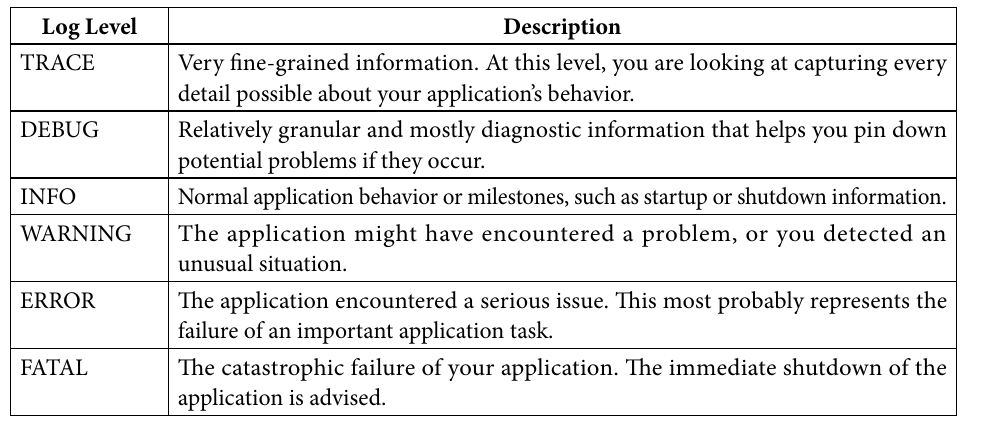 Log Level Description
TRACE Very fine-grained information. At this level, you are looking at capturing every
detail possible about your application’s behavior.
DEBUG Relatively granular and mostly diagnostic information that helps you pin down
potential problems if they occur.
INFO Normal application behavior or milestones, such as startup or shutdown information.
WARNING The application might have encountered a problem, or you detected an
unusual situation.
ERROR The application encountered a serious issue. This most probably represents the
failure of an important application task.
FATAL The catastrophic failure of your application. The immediate shutdown of the
application is advised.